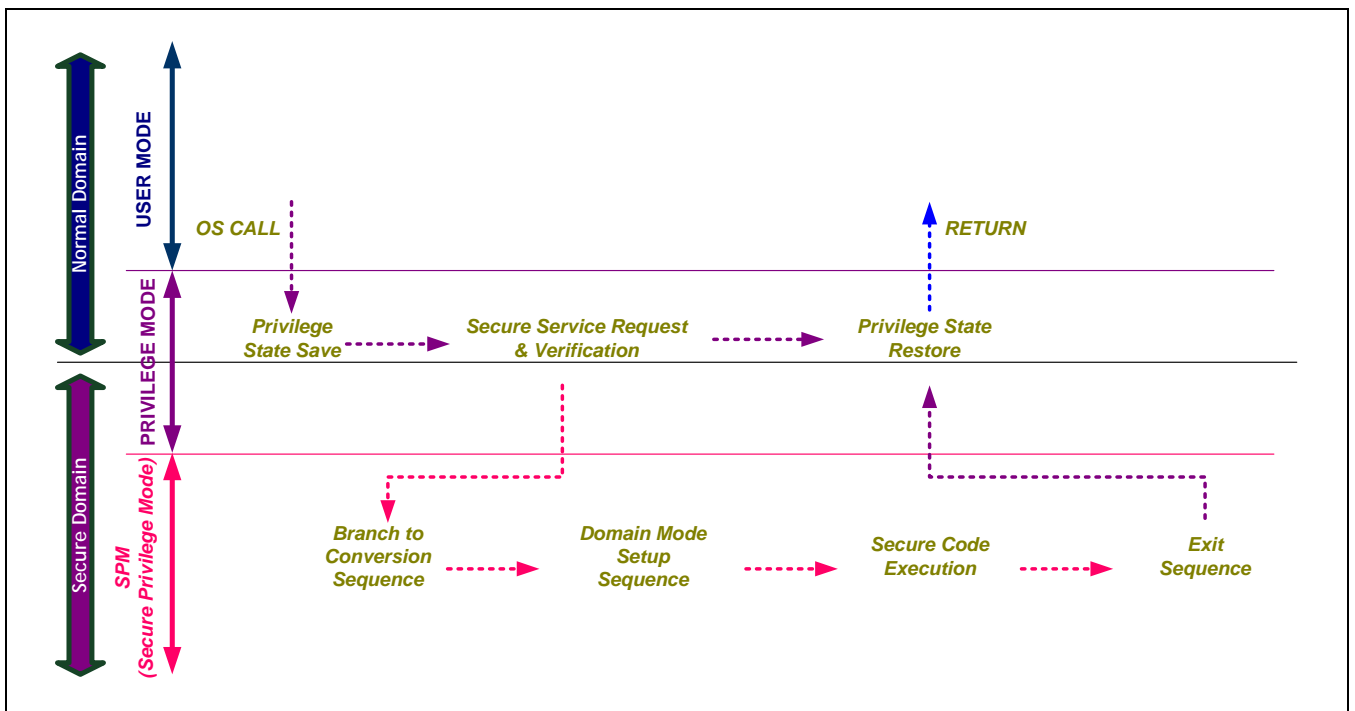 Normal Domain
USER MODE
OS CALL
RETURN
PRIVILEGE MODE
Privilege
State Save
Secure Service Request
& Verification
Privilege State
Restore
Secure Domain
SPM
(Secure Privilege Mode)
Branch to
Conversion
Sequence
Domain Mode
Setup
Sequence
Secure Code
Execution
Exit
Sequence